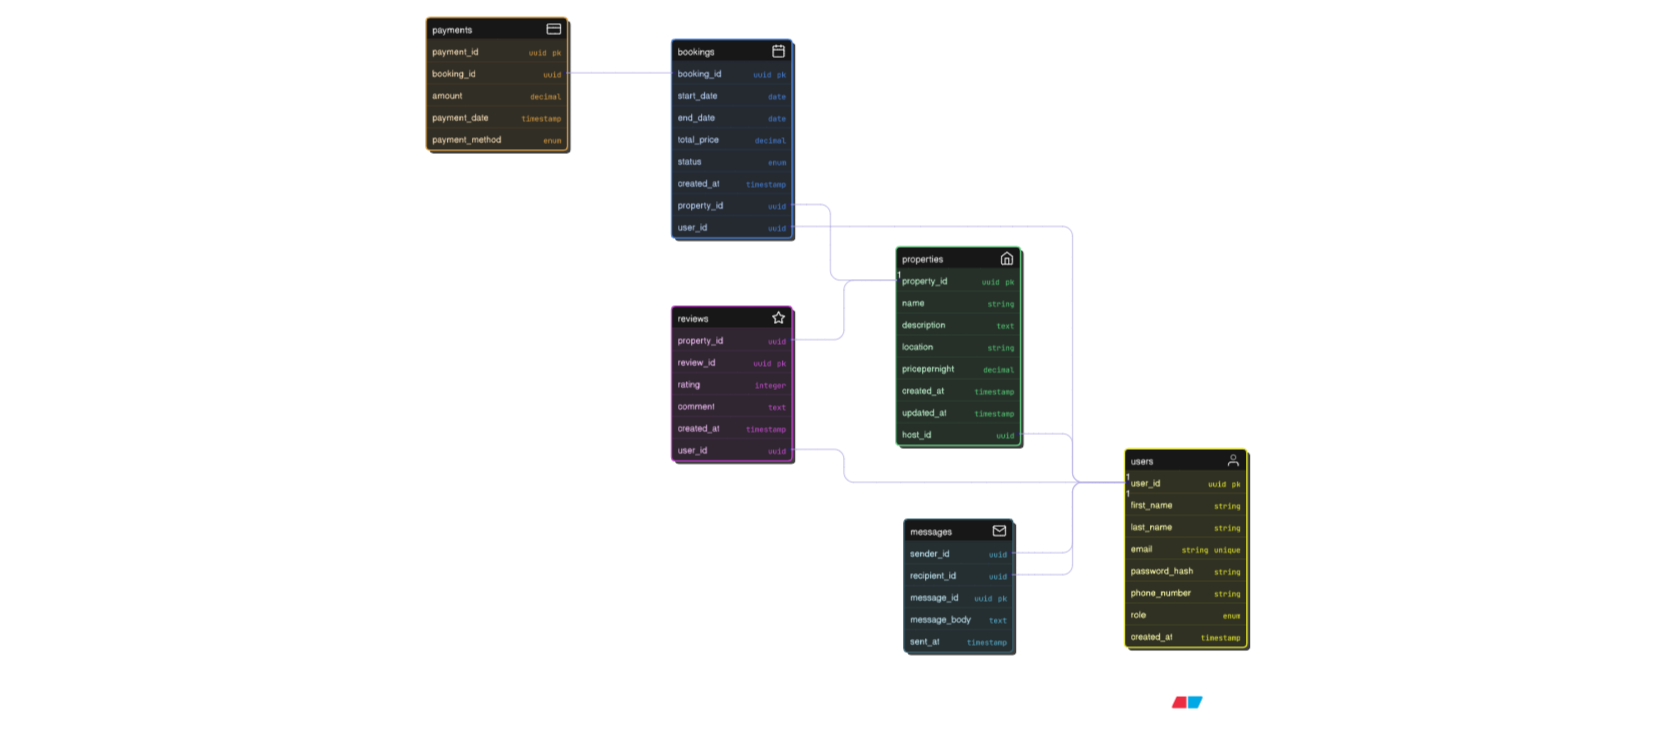 payments
payment_id uuid pk
booking_id uuid
amount decimal
payment_date timestamp
payment_method enum
bookings
booking_id uuid pk
start_date date
end_date date
total_price decimal
status enum
created_at timestamp
property_id uuid
user_id uuid
properties
1
property_id uuid pk
name string
description text
location string
pricepernight decimal
created_at timestamp
updated_at timestamp
host_id uuid
reviews
property_id uuid
review_id uuid pk
rating integer
comment text
created_at timestamp
user_id uuid
users
1
user_id uuid pk
1
first_name string
last_name string
email string unique
password_hash string
phone_number string
role enum
created_at timestamp
messages
sender_id uuid
recipient_id uuid
message_id uuid pk
message_body text
sent_at timestamp